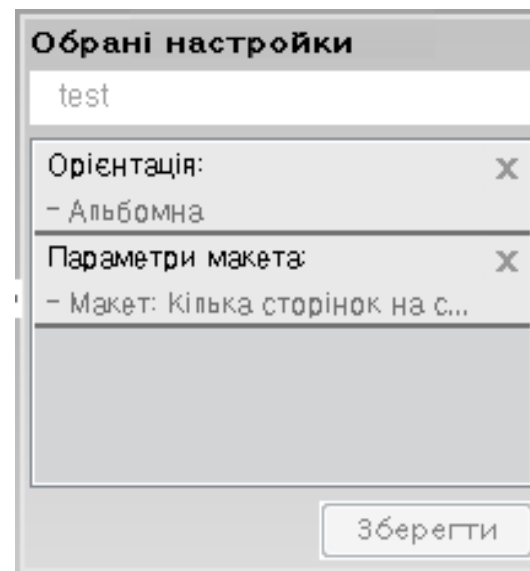 Обрані настройки
test
Орієнтація: x
- Альбомна
Параметри макета: x
- Макет: Кілька сторінок на с...
Зберегти